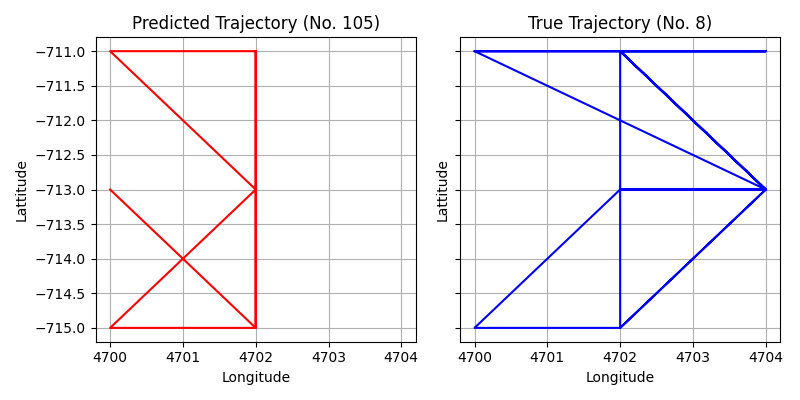 Predicted Trajectory (No. 105)
Lattitude
−711.0
−711.5
−712.0
−712.5
−713.0
−713.5
−714.0
−714.5
−715.0
4700 4701 4702 4703 4704
Longitude
True Trajectory (No. 8)
Lattitude
4700 4701 4702 4703 4704
Longitude